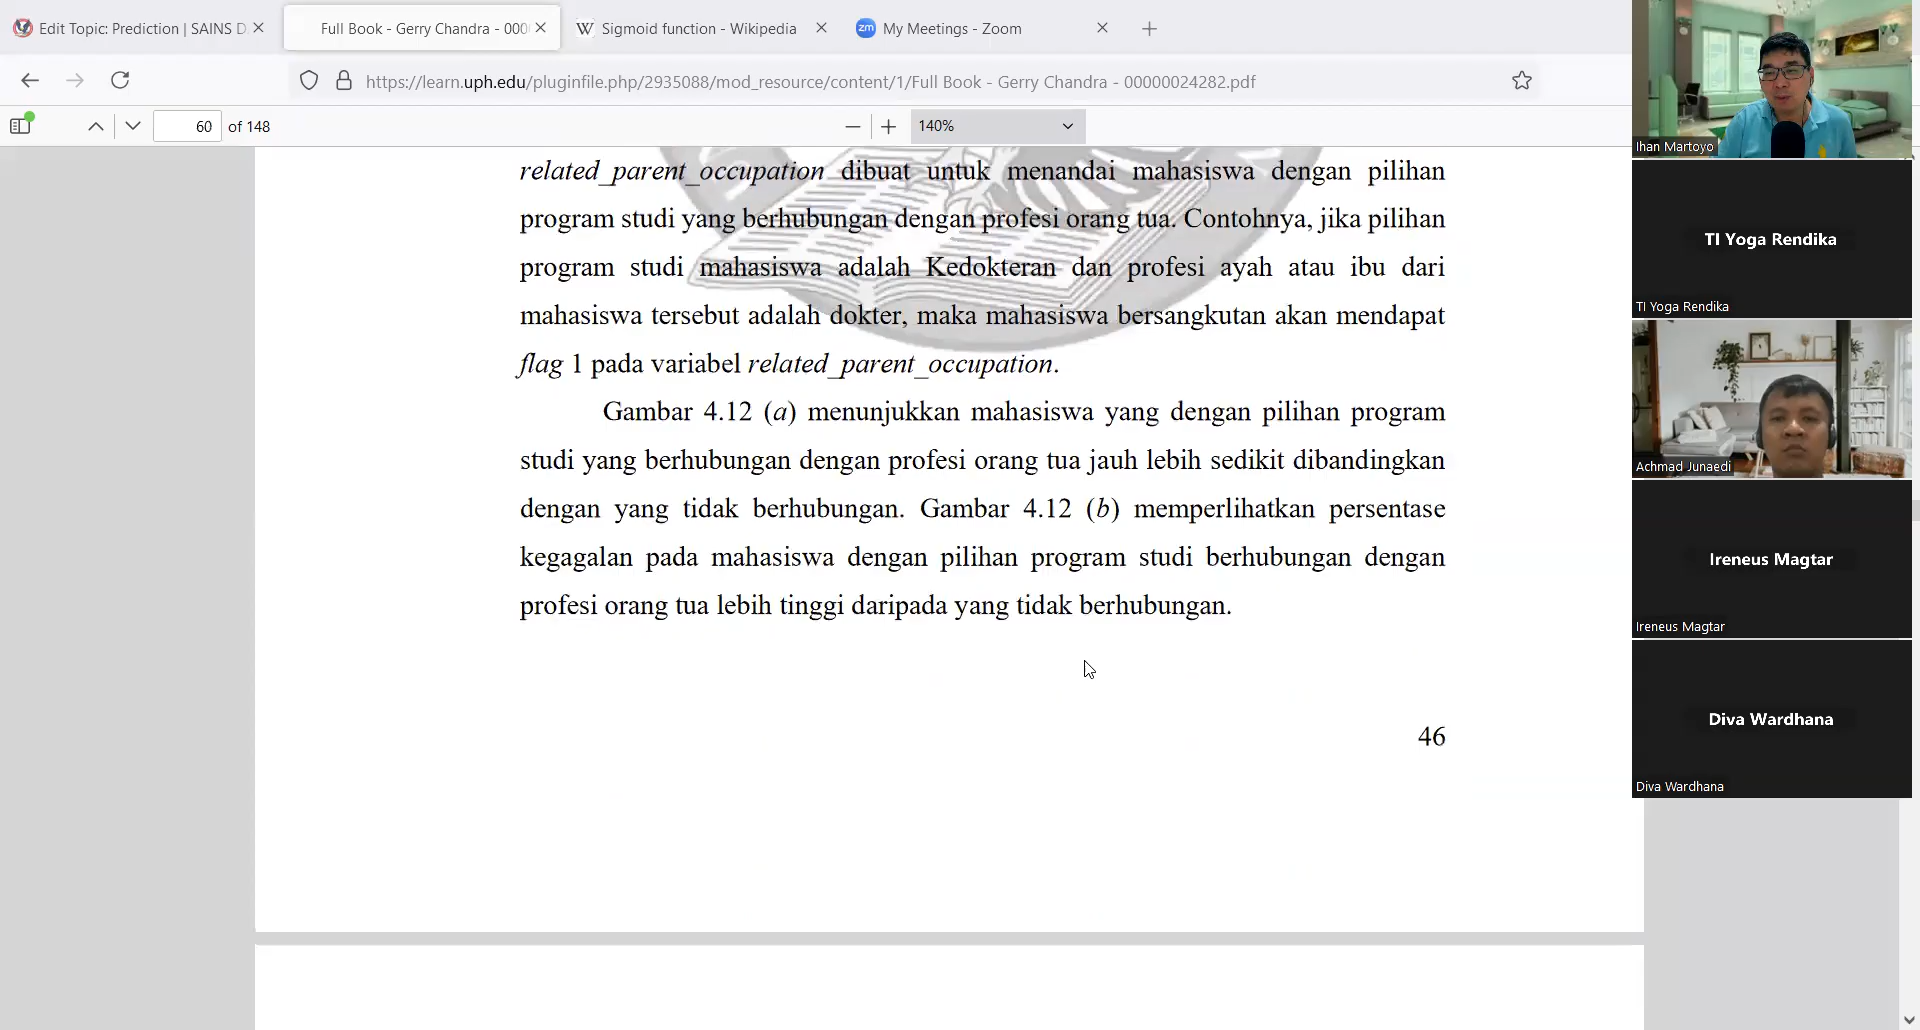 Edit Topic: Prediction | SAINS D
Full Book - Gerry Chandra - 000
Sigmoid function - Wikipedia
zm My Meetings - Zoom
https://learn.uph.edu/pluginfile.php/2935088/mod_resource/content/1/Full Book - Gerry Chandra - 00000024282.pdf
60 of 148
140%
related_parent_occupation dibuat untuk menandai mahasiswa dengan pilihan
program studi yang berhubungan dengan profesi orang tua. Contohnya, jika pilihan
program studi mahasiswa adalah Kedokteran dan profesi ayah atau ibu dari
mahasiswa tersebut adalah dokter, maka mahasiswa bersangkutan akan mendapat
flag 1 pada variabel related_parent_occupation.
Gambar 4.12 (a) menunjukkan mahasiswa yang dengan pilihan program
studi yang berhubungan dengan profesi orang tua jauh lebih sedikit dibandingkan
dengan yang tidak berhubungan. Gambar 4.12 (b) memperlihatkan persentase
kegagalan pada mahasiswa dengan pilihan program studi berhubungan dengan
profesi orang tua lebih tinggi daripada yang tidak berhubungan.
46
Ihan Martoyo
TI Yoga Rendika
TI Yoga Rendika
Achmad Junaedi
Ireneus Magtar
Ireneus Magtar
Diva Wardhana
Diva Wardhana